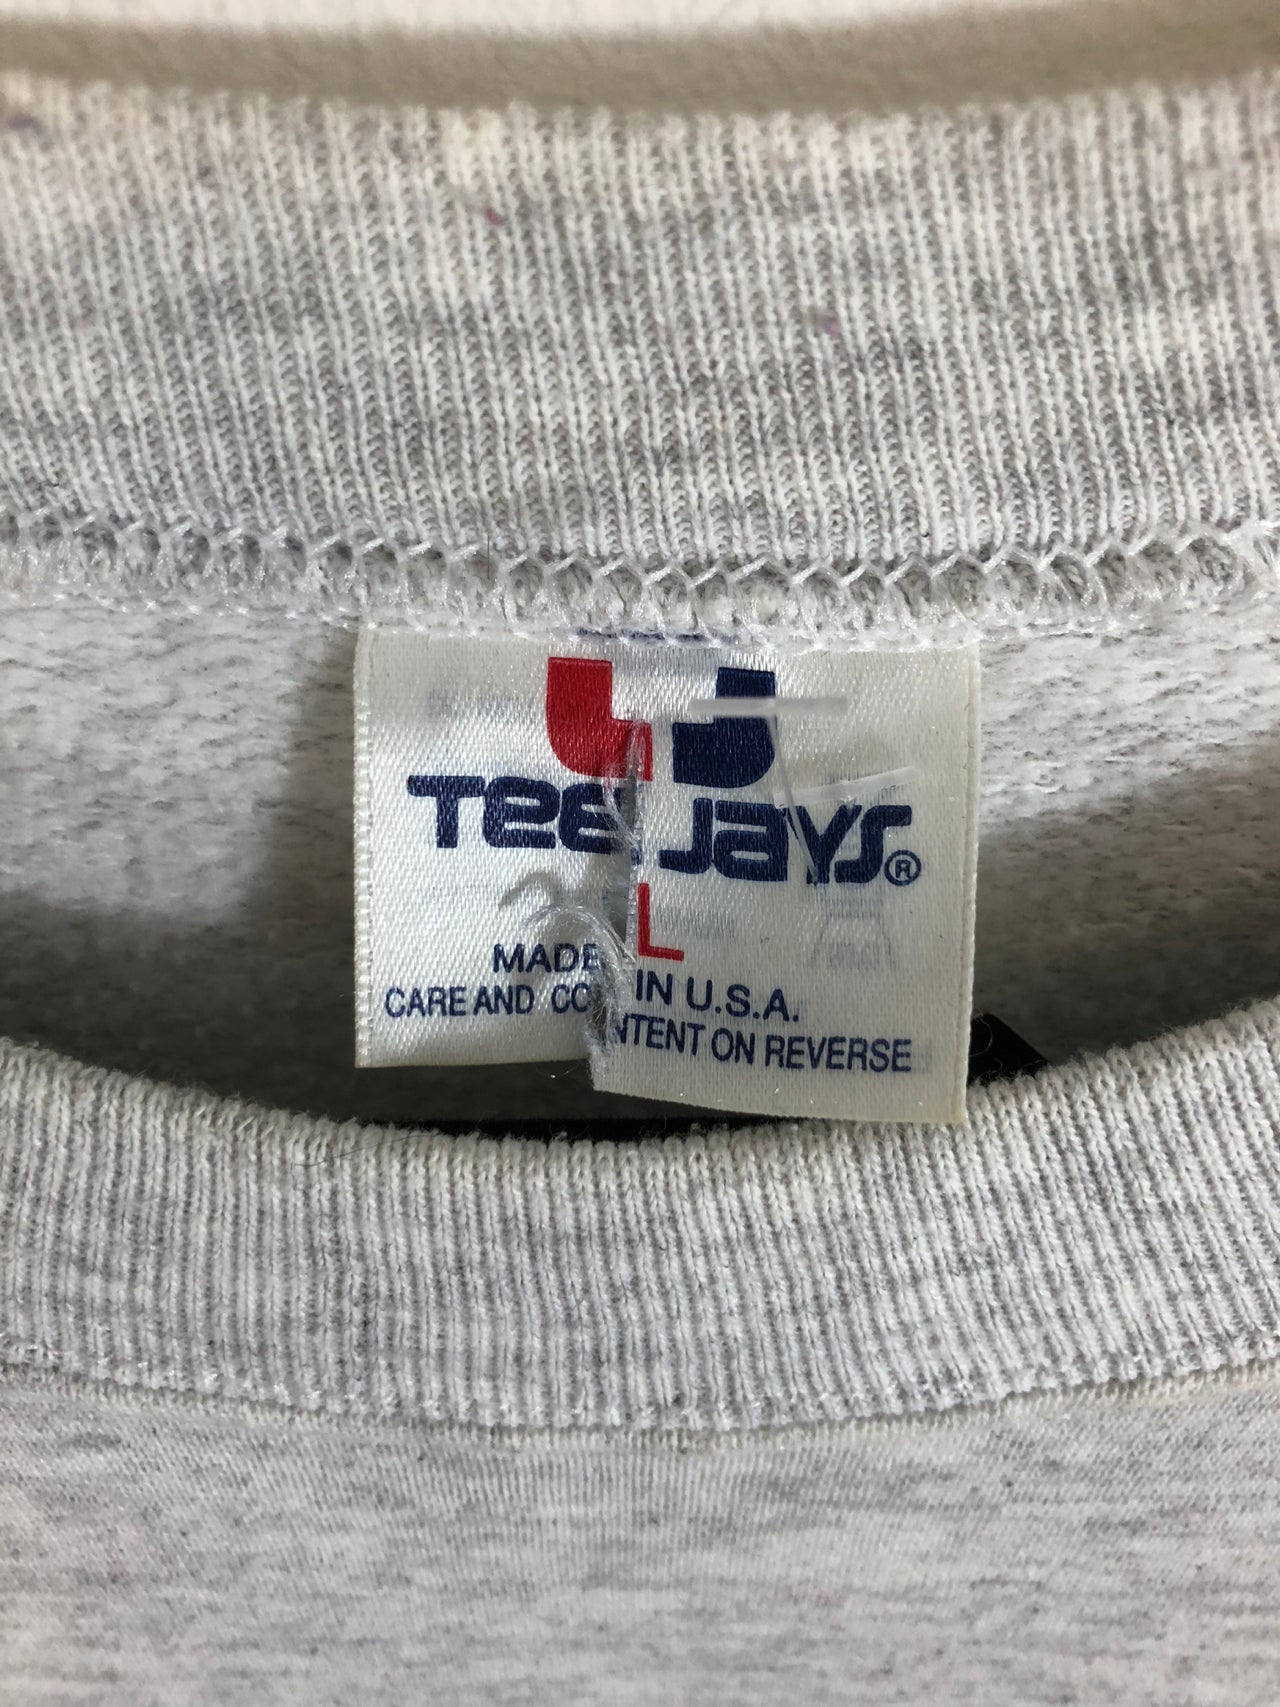 Tee Jays®
L
MADE IN U.S.A.
CARE AND CONTENT ON REVERSE